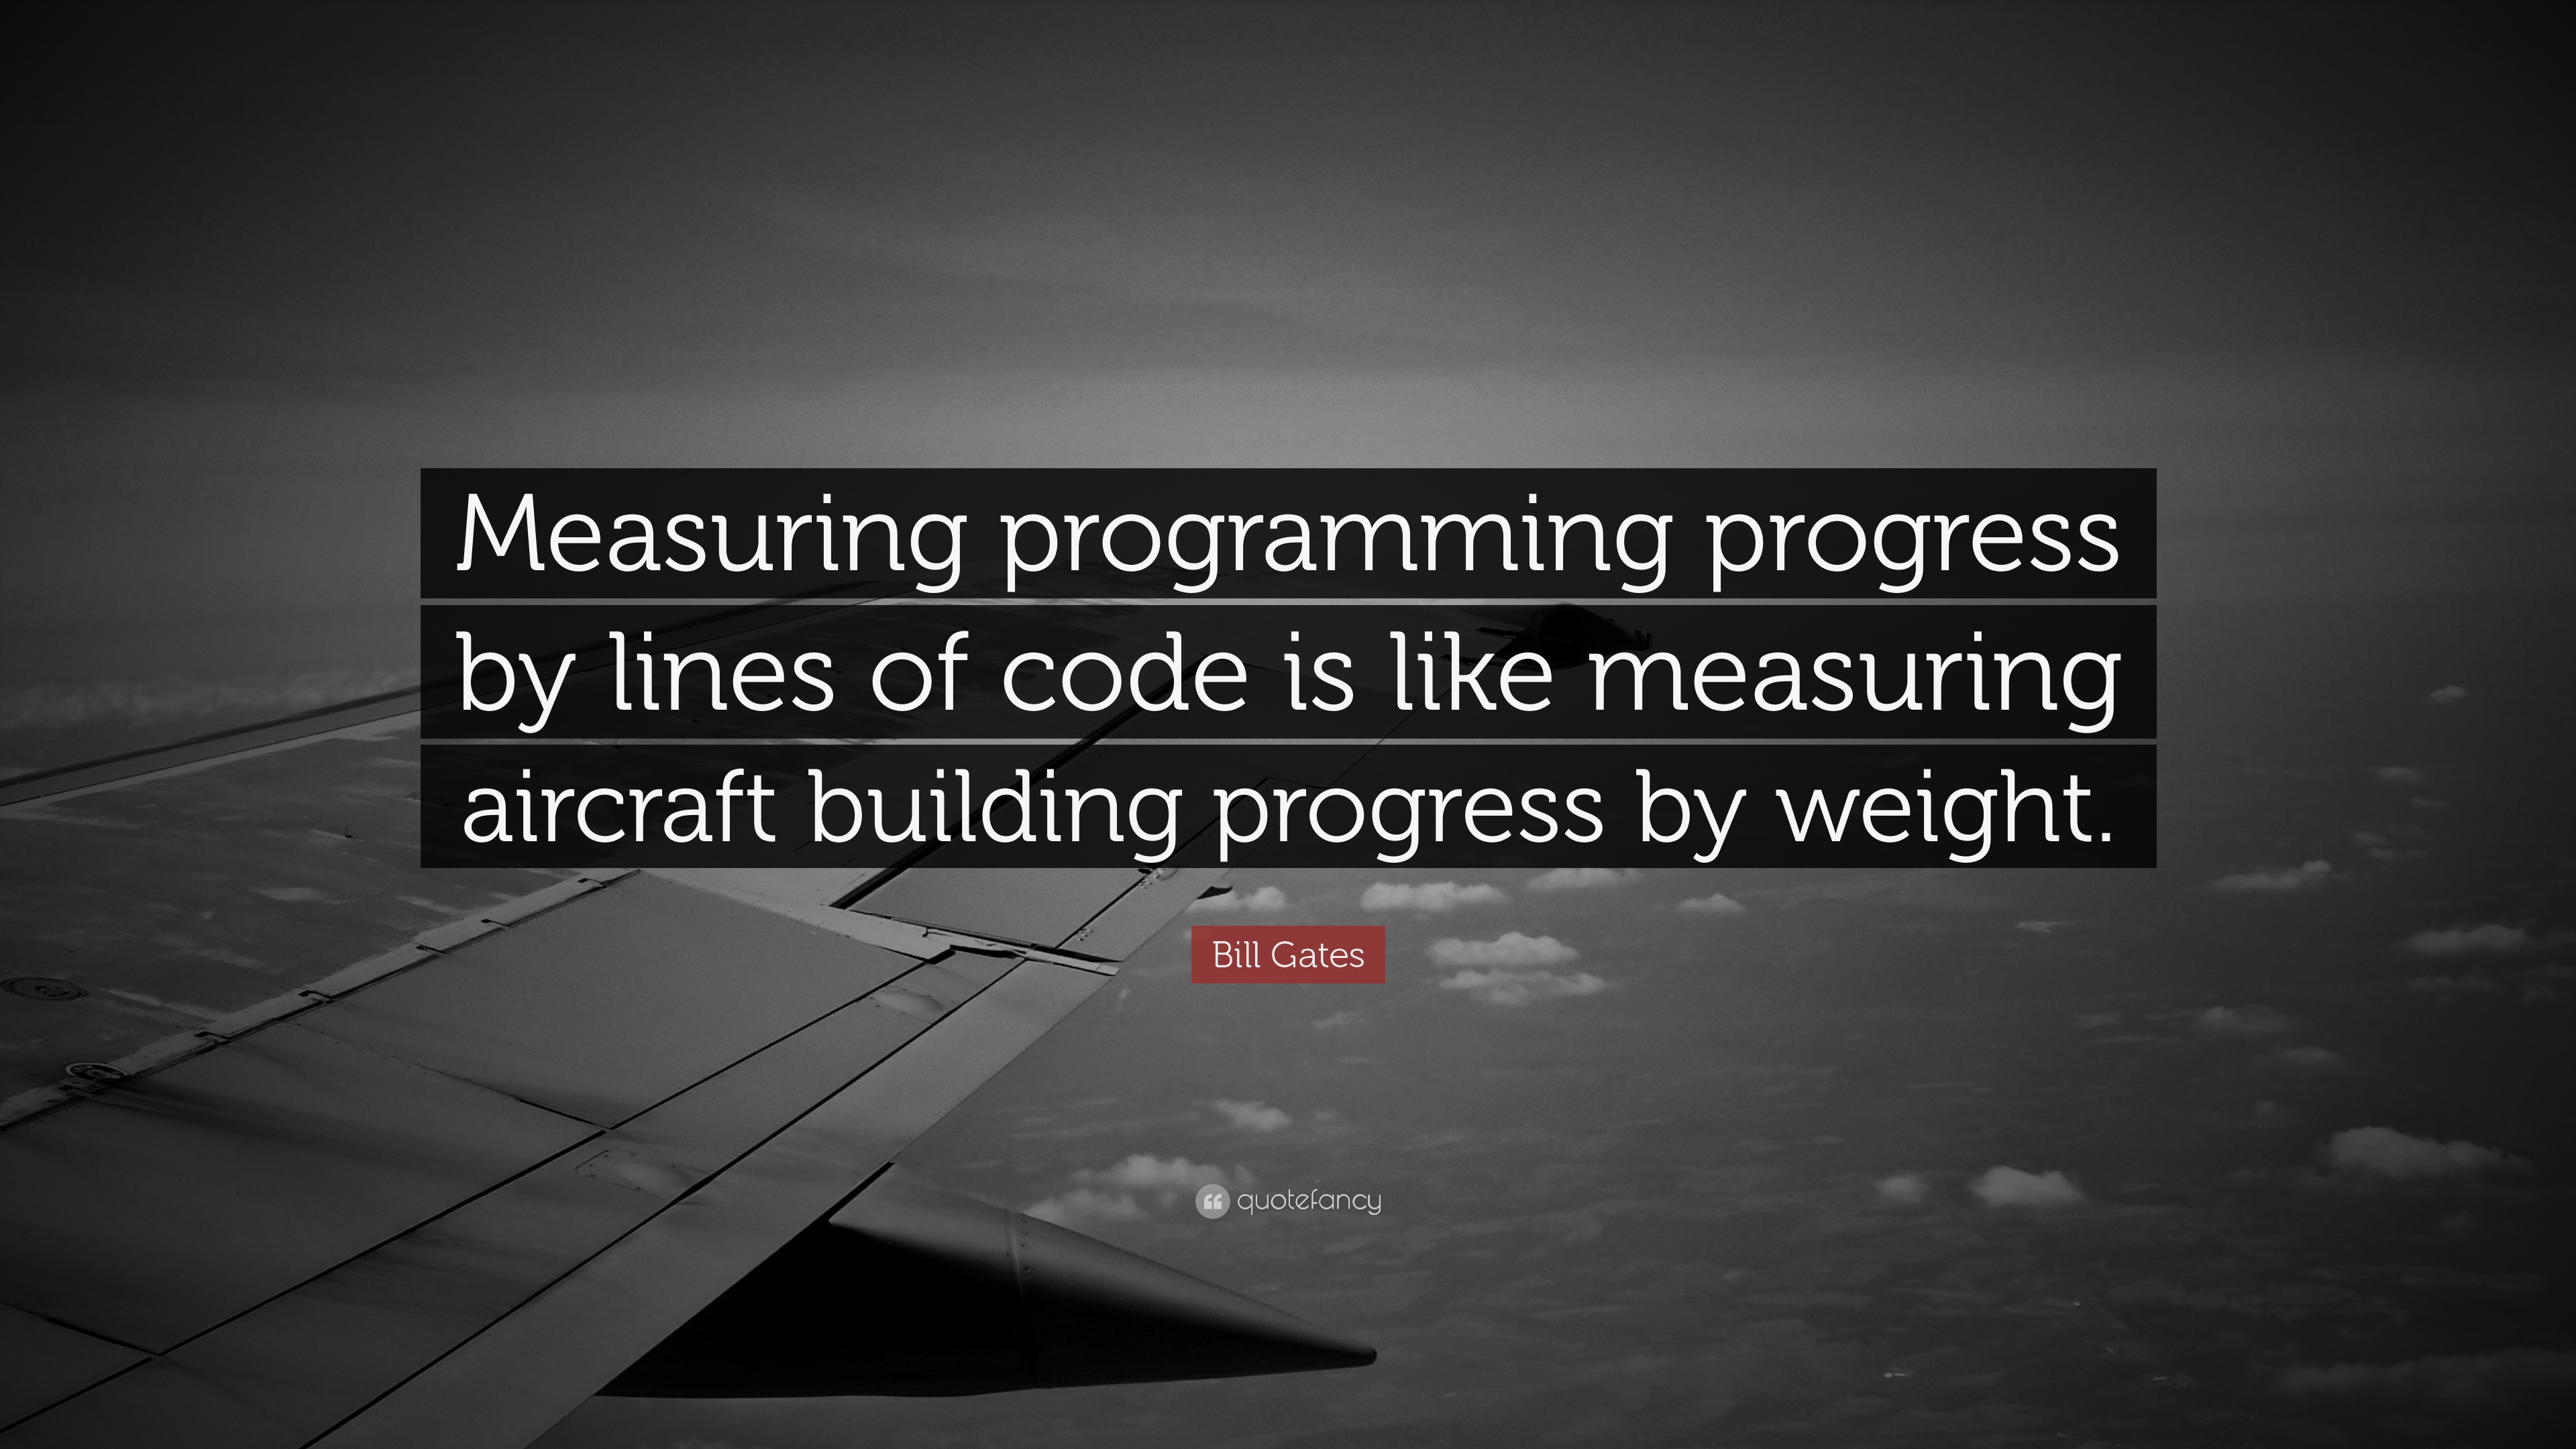 Measuring programming progress
by lines of code is like measuring
aircraft building progress by weight.
Bill Gates
quotefancy